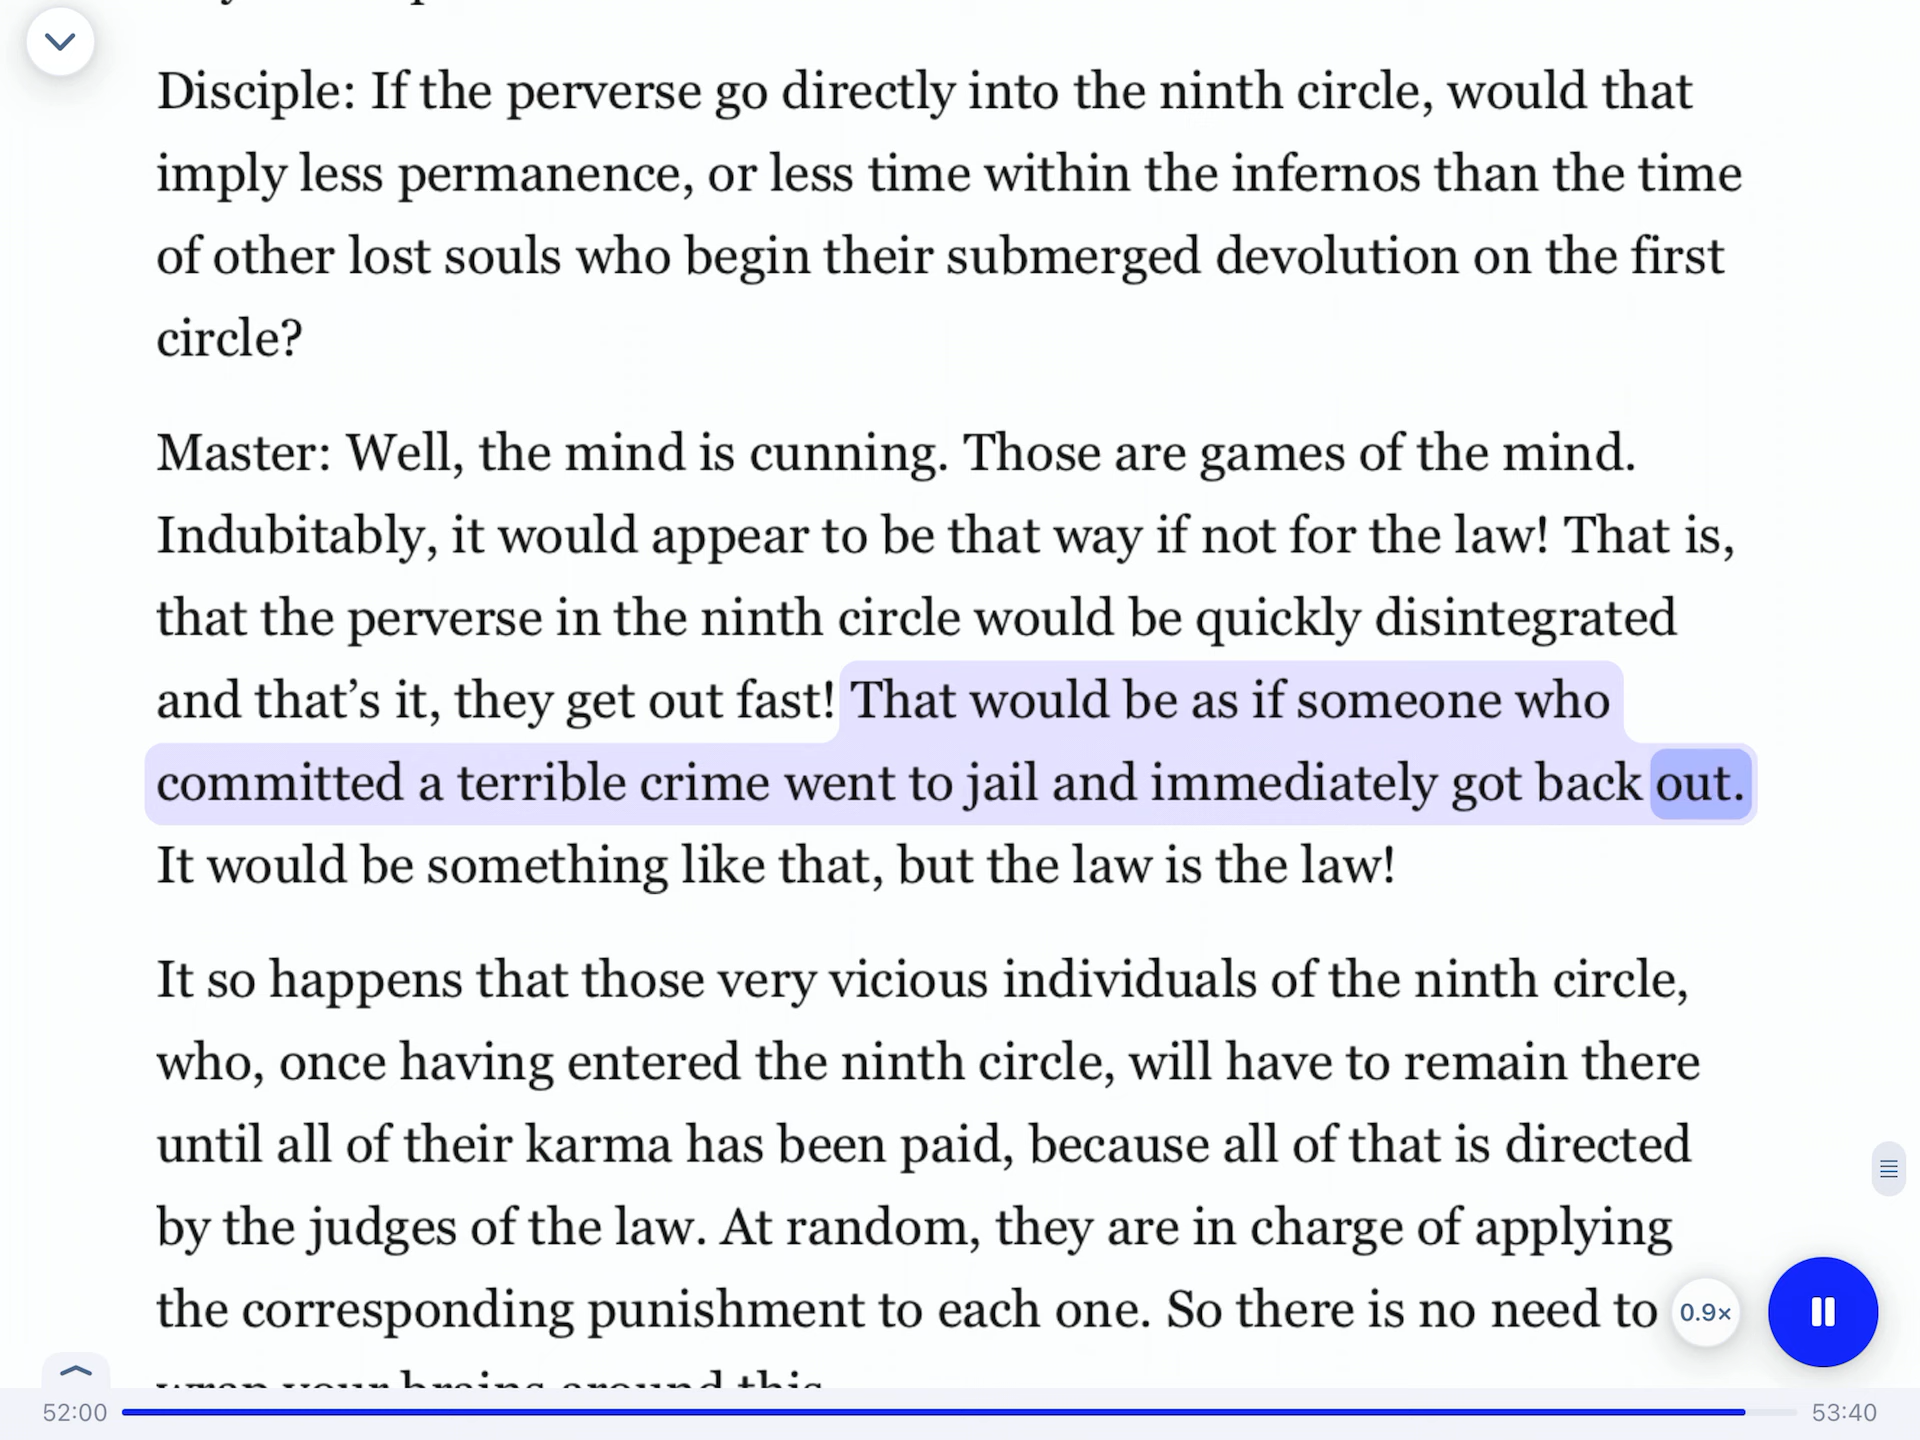 Disciple: If the perverse go directly into the ninth circle, would that
imply less permanence, or less time within the infernos than the time
of other lost souls who begin their submerged devolution on the first
circle?
Master: Well, the mind is cunning. Those are games of the mind.
Indubitably, it would appear to be that way if not for the law! That is,
that the perverse in the ninth circle would be quickly disintegrated
and that’s it, they get out fast! That would be as if someone who
committed a terrible crime went to jail and immediately got back out.
It would be something like that, but the law is the law!
It so happens that those very vicious individuals of the ninth circle,
who, once having entered the ninth circle, will have to remain there
until all of their karma has been paid, because all of that is directed
by the judges of the law. At random, they are in charge of applying
the corresponding punishment to each one. So there is no need to
0.9×
wrap your brains around this
52:00
53:40